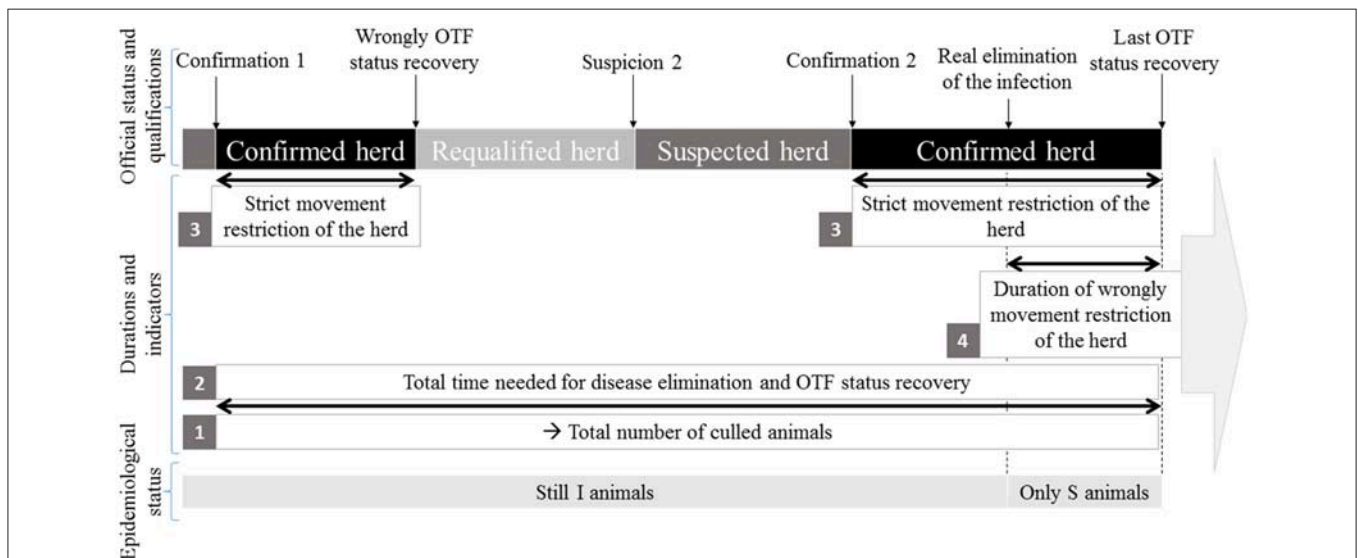 Official status and
qualifications
Confirmation 1
Wrongly OTF
status recovery
Suspicion 2
Confirmation 2
Real elimination
of the infection
Last OTF
status recovery
Confirmed herd
Requalified herd
Suspected herd
Confirmed herd
Durations and
indicators
3
Strict movement
restriction of the herd
3
Strict movement restriction of the
herd
4
Duration of wrongly
movement restriction
of the herd
2
Total time needed for disease elimination and OTF status recovery
1
→ Total number of culled animals
Epidemiological
status
Still I animals
Only S animals